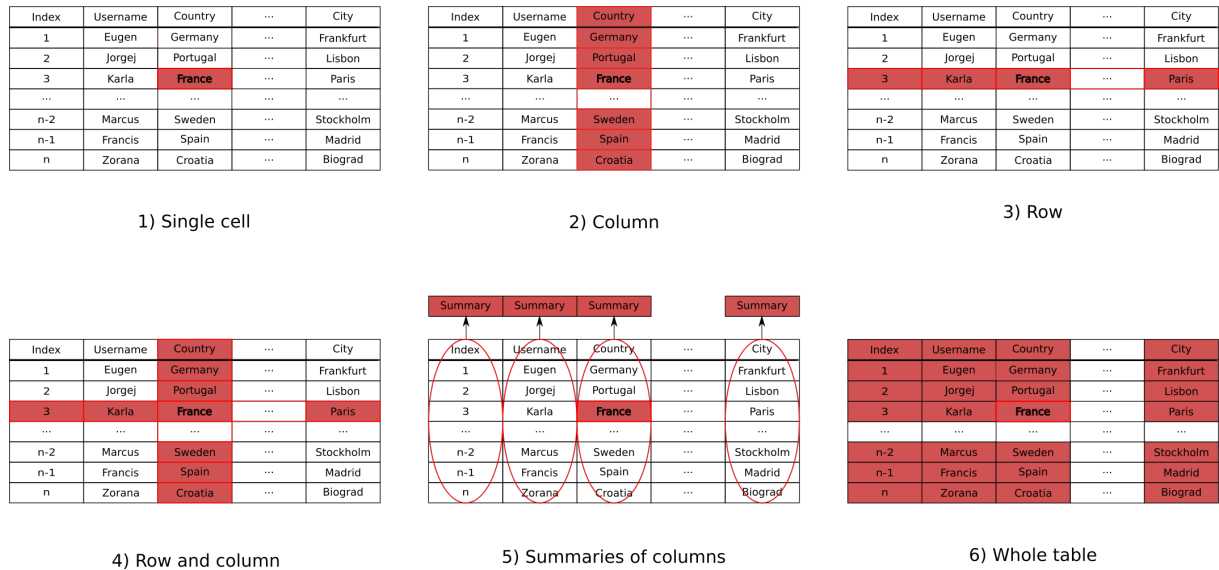 Index Username Country ... City
1 Eugen Germany ... Frankfurt
2 Jorgej Portugal ... Lisbon
3 Karla France ... Paris
... ... ... ... ...
n-2 Marcus Sweden ... Stockholm
n-1 Francis Spain ... Madrid
n Zorana Croatia ... Biograd
1) Single cell
Index Username Country ... City
1 Eugen Germany ... Frankfurt
2 Jorgej Portugal ... Lisbon
3 Karla France ... Paris
... ... ... ... ...
n-2 Marcus Sweden ... Stockholm
n-1 Francis Spain ... Madrid
n Zorana Croatia ... Biograd
2) Column
Index Username Country ... City
1 Eugen Germany ... Frankfurt
2 Jorgej Portugal ... Lisbon
3 Karla France ... Paris
... ... ... ... ...
n-2 Marcus Sweden ... Stockholm
n-1 Francis Spain ... Madrid
n Zorana Croatia ... Biograd
3) Row
Index Username Country ... City
1 Eugen Germany ... Frankfurt
2 Jorgej Portugal ... Lisbon
3 Karla France ... Paris
... ... ... ... ...
n-2 Marcus Sweden ... Stockholm
n-1 Francis Spain ... Madrid
n Zorana Croatia ... Biograd
4) Row and column
Summary Summary Summary Summary
Index Username Country ... City
1 Eugen Germany ... Frankfurt
2 Jorgej Portugal ... Lisbon
3 Karla France ... Paris
... ... ... ... ...
n-2 Marcus Sweden ... Stockholm
n-1 Francis Spain ... Madrid
n Zorana Croatia ... Biograd
5) Summaries of columns
Index Username Country ... City
1 Eugen Germany ... Frankfurt
2 Jorgej Portugal ... Lisbon
3 Karla France ... Paris
... ... ... ... ...
n-2 Marcus Sweden ... Stockholm
n-1 Francis Spain ... Madrid
n Zorana Croatia ... Biograd
6) Whole table